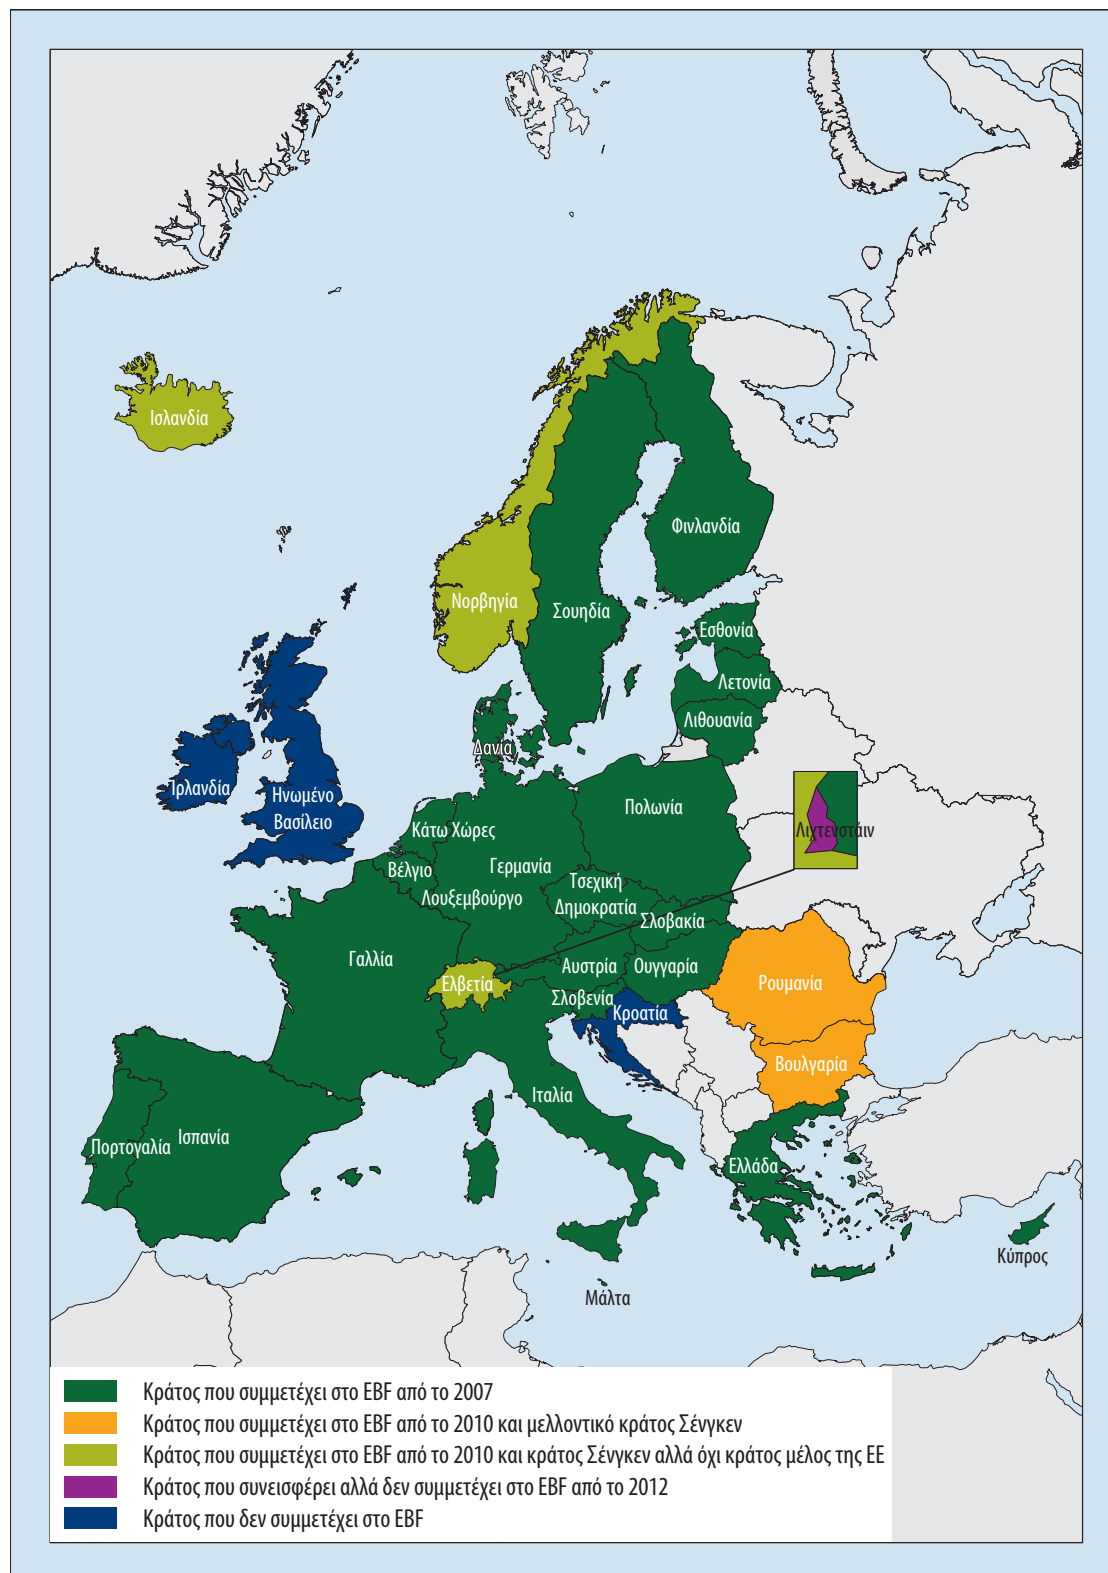 Ισλανδία
Φινλανδία
Νορβηγία
Σουηδία
Εσθονία
Λετονία
Λιθουανία
Δανία
Ιρλανδία
Ηνωμένο
Βασίλειο
Πολωνία
Λιχτενστάιν
Κάτω Χώρες
Βέλγιο
Γερμανία
Λουξεμβούργο
Τσεχική
Δημοκρατία
Σλοβακία
Γαλλία
Αυστρία
Ουγγαρία
Ελβετία
Σλοβενία
Κροατία
Ρουμανία
Βουλγαρία
Ιταλία
Πορτογαλία
Ισπανία
Ελλάδα
Κύπρος
Μάλτα
Κράτος που συμμετέχει στο EBF από το 2007
Κράτος που συμμετέχει στο EBF από το 2010 και μελλοντικό κράτος Σένγκεν
Κράτος που συμμετέχει στο EBF από το 2010 και κράτος Σένγκεν αλλά όχι κράτος μέλος της ΕΕ
Κράτος που συνεισφέρει αλλά δεν συμμετέχει στο EBF από το 2012
Κράτος που δεν συμμετέχει στο EBF